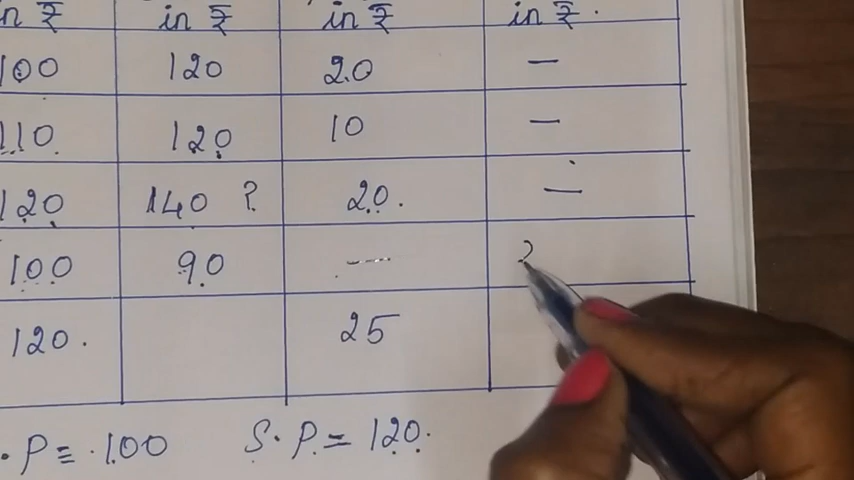 in ₹ in ₹ in ₹ in ₹.
100 120 20 —
110 120 10 —
120 140 ? 20. —
100 90 --- ?
120. 25
.P = 100 S.P. = 120.